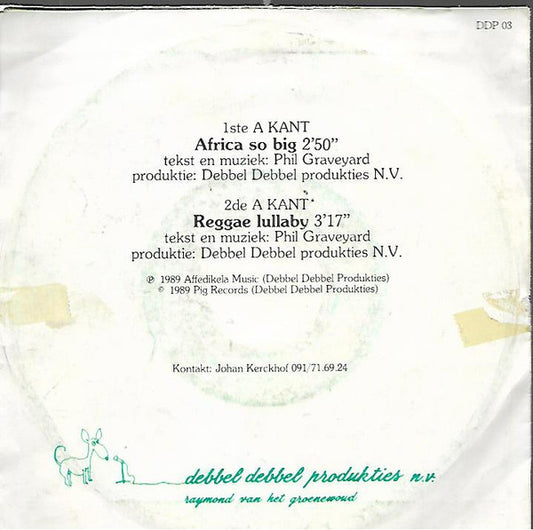 DDP 03
1ste A KANT
Africa so big 2'50"
tekst en muziek: Phil Graveyard
produktie: Debbel Debbel produkties N.V.
2de A KANT
Reggae lullaby 3'17"
tekst en muziek: Phil Graveyard
produktie: Debbel Debbel produkties N.V.
℗ 1989 Affedikela Music (Debbel Debbel Produkties)
© 1989 Pig Records (Debbel Debbel Produkties)
Kontakt: Johan Kerckhof 091/71.69.24
debbel debbel produkties n.v.
raymond van het groenewoud